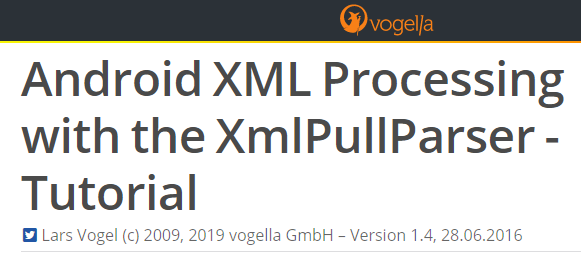 vogella
Android XML Processing
with the XmlPullParser -
Tutorial
Lars Vogel (c) 2009, 2019 vogella GmbH – Version 1.4, 28.06.2016